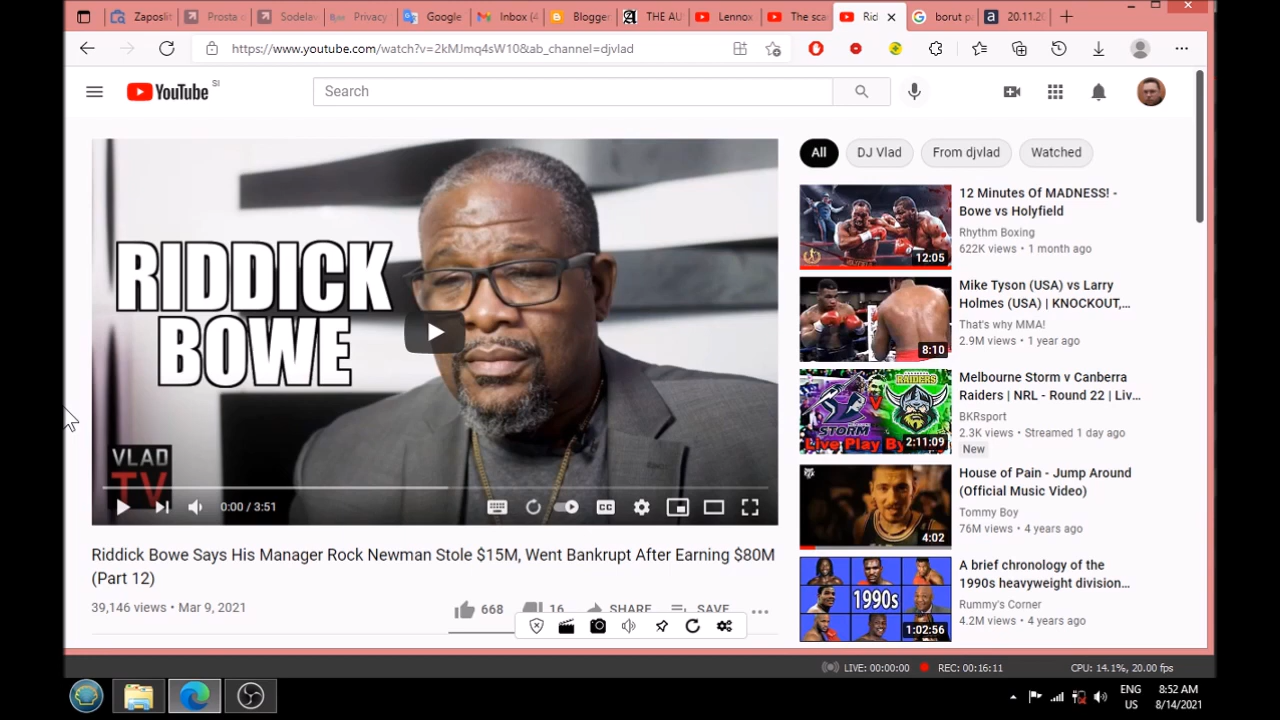 Zaposlit
Prosta d
Sodelav
Privacy
Google
Inbox (4
Blogger
THE AU
Lennox
The sca
Rid
borut p
20.11.20
https://www.youtube.com/watch?v=2kMJmq4sW10&ab_channel=djvlad
YouTube SI
Search
RIDDICK
BOWE
VLAD
TV
0:00 / 3:51
CC
Riddick Bowe Says His Manager Rock Newman Stole $15M, Went Bankrupt After Earning $80M
(Part 12)
39,146 views • Mar 9, 2021
668
16
SHARE
SAVE
All
DJ Vlad
From djvlad
Watched
12:05
12 Minutes Of MADNESS! -
Bowe vs Holyfield
Rhythm Boxing
622K views • 1 month ago
8:10
Mike Tyson (USA) vs Larry
Holmes (USA) | KNOCKOUT,...
That's why MMA!
2.9M views • 1 year ago
RAIDERS
STORM
V
Live Play By
2:11:09
Melbourne Storm v Canberra
Raiders | NRL - Round 22 | Liv...
BKRsport
2.3K views • Streamed 1 day ago
New
4:02
House of Pain - Jump Around
(Official Music Video)
Tommy Boy
76M views • 4 years ago
1990s
1:02:56
A brief chronology of the
1990s heavyweight division...
Rummy's Corner
4.2M views • 4 years ago
LIVE: 00:00:00
REC: 00:16:11
CPU: 14.1%, 20.00 fps
ENG
US
8:52 AM
8/14/2021